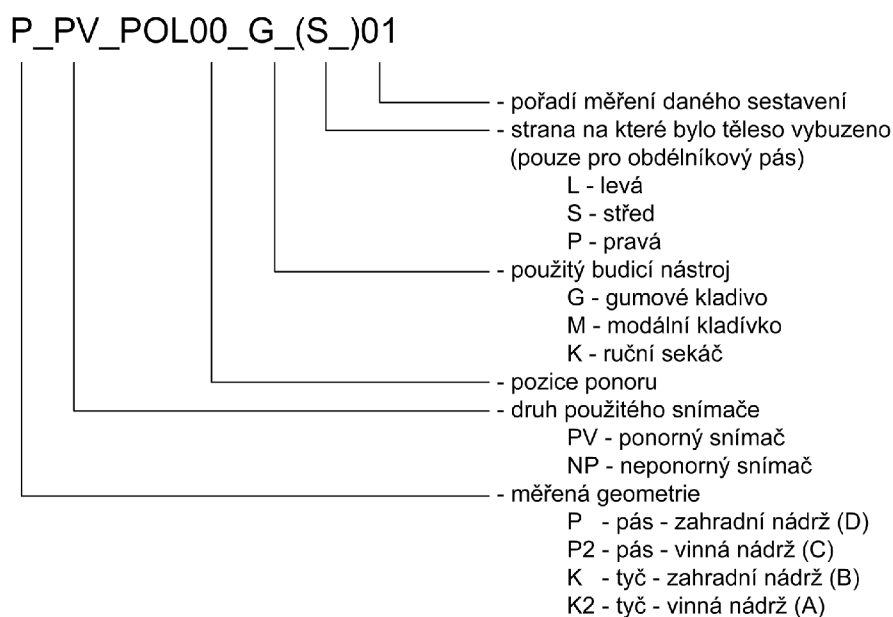 P_PV_POL00_G_(S_)01
- pořadí měření daného sestavení
- strana na které bylo těleso vybuzeno
(pouze pro obdélníkový pás)
L - levá
S - střed
P - pravá
- použitý budicí nástroj
G - gumové kladivo
M - modální kladívko
K - ruční sekáč
- pozice ponoru
- druh použitého snímače
PV - ponorný snímač
NP - neponorný snímač
- měřená geometrie
P - pás - zahradní nádrž (D)
P2 - pás - vinná nádrž (C)
K - tyč - zahradní nádrž (B)
K2 - tyč - vinná nádrž (A)